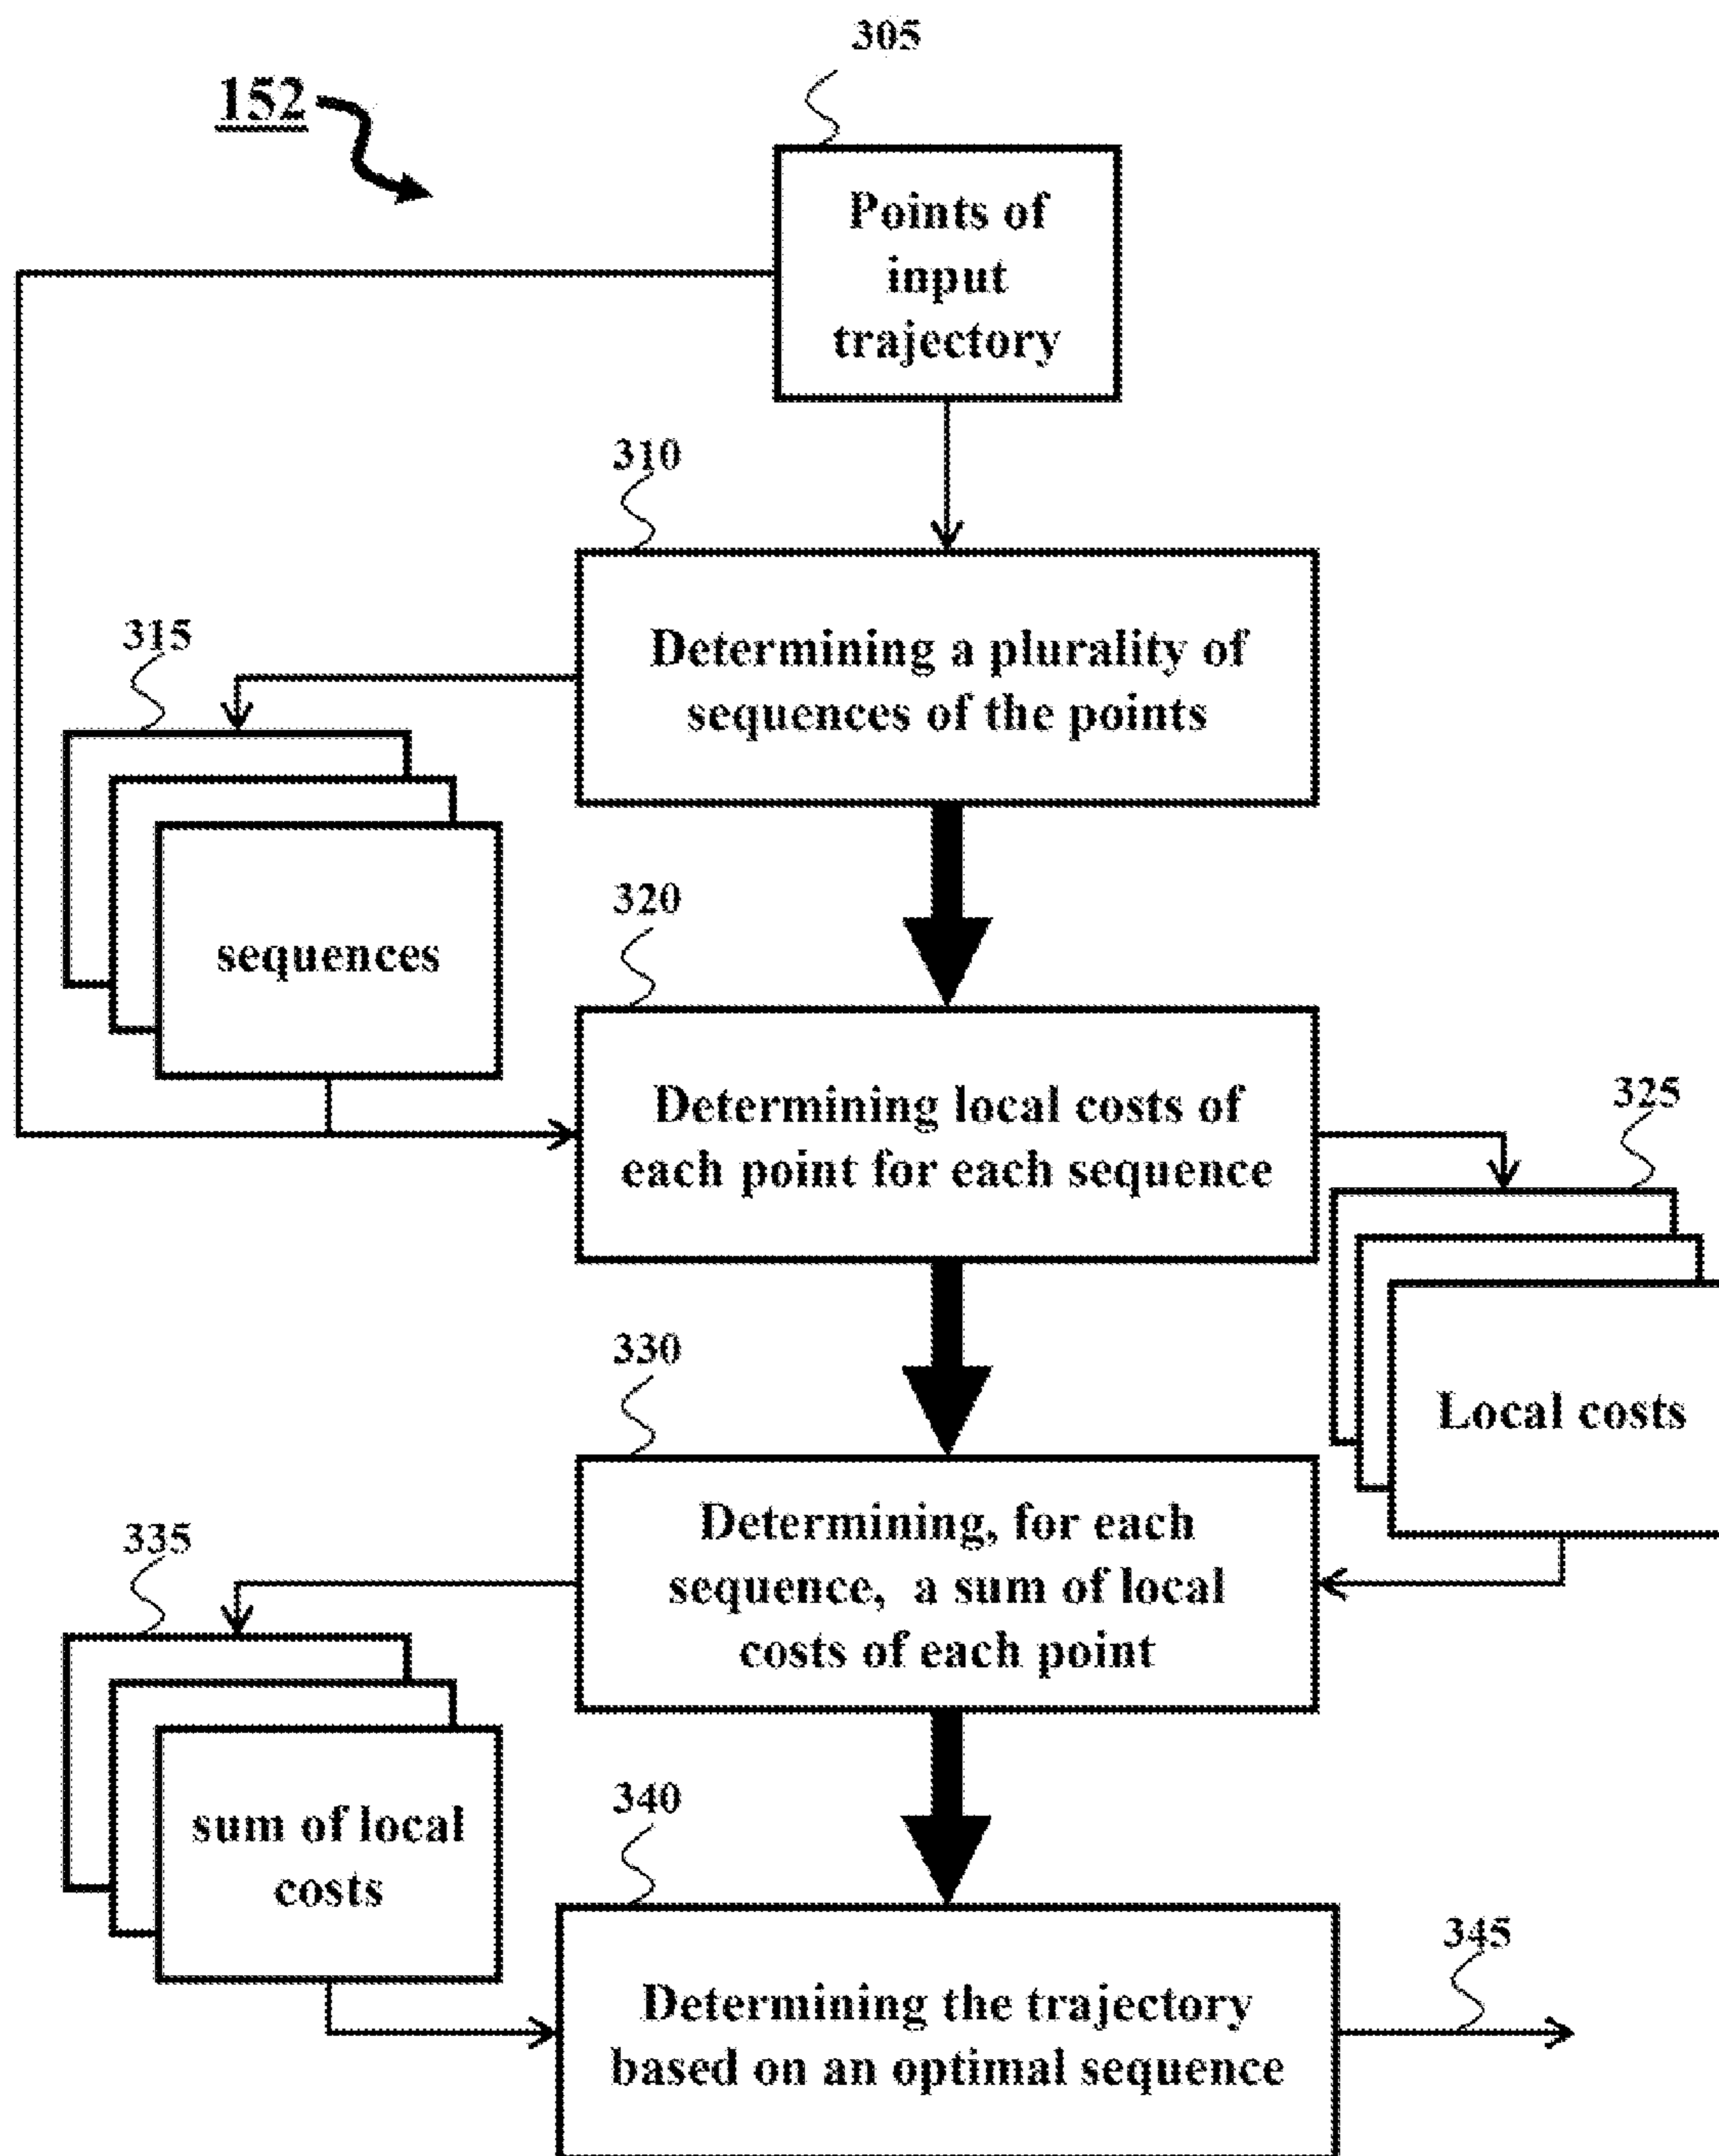 305
152
Points of
input
trajectory
310
Determining a plurality of
sequences of the points
315
sequences
320
Determining local costs of
each point for each sequence
325
Local costs
330
Determining, for each
sequence, a sum of local
costs of each point
335
sum of local
costs
340
Determining the trajectory
based on an optimal sequence
345